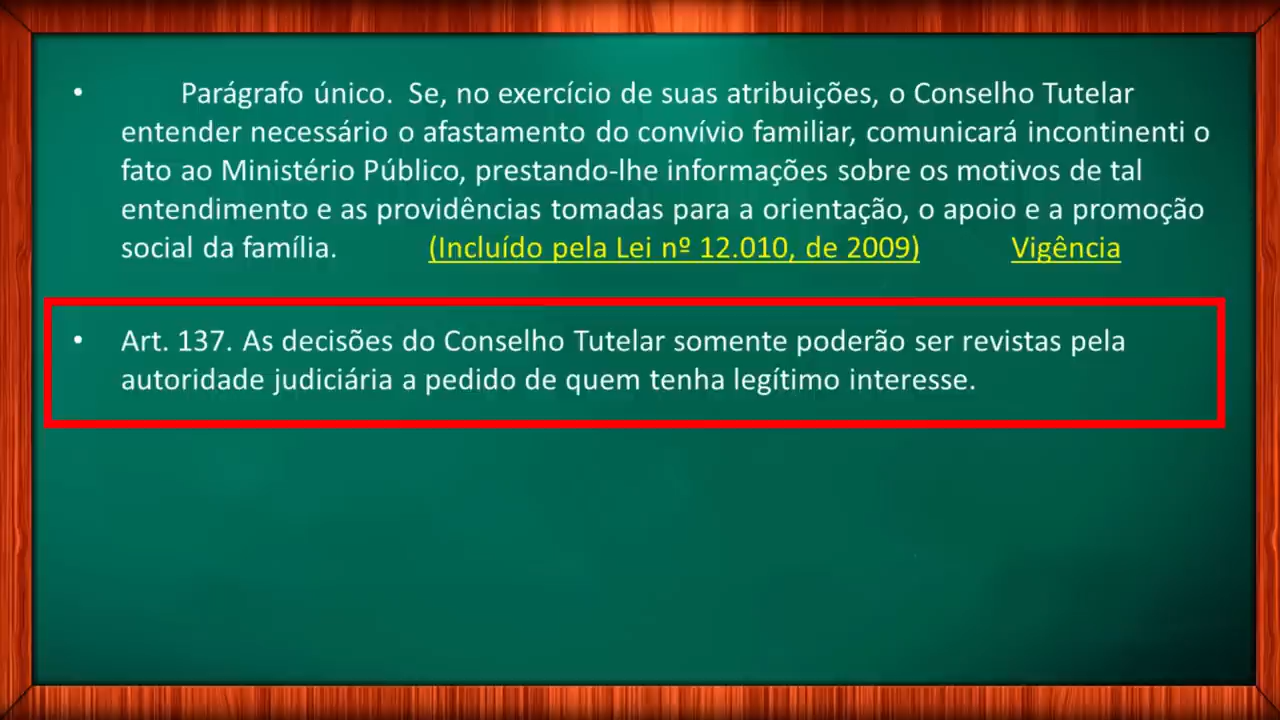 • Parágrafo único. Se, no exercício de suas atribuições, o Conselho Tutelar
entender necessário o afastamento do convívio familiar, comunicará incontinenti o
fato ao Ministério Público, prestando-lhe informações sobre os motivos de tal
entendimento e as providências tomadas para a orientação, o apoio e a promoção
social da família. (Incluído pela Lei nº 12.010, de 2009) Vigência
• Art. 137. As decisões do Conselho Tutelar somente poderão ser revistas pela
autoridade judiciária a pedido de quem tenha legítimo interesse.